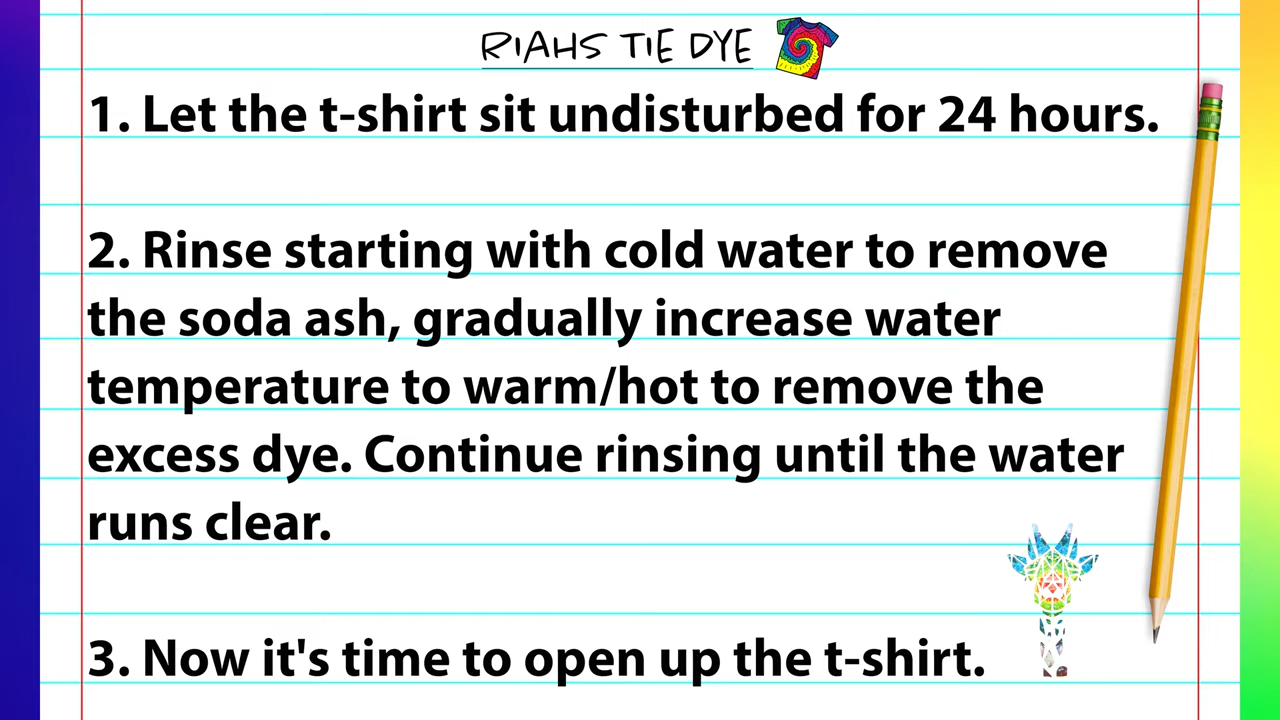 RIAHS TIE DYE
1. Let the t-shirt sit undisturbed for 24 hours.
2. Rinse starting with cold water to remove
the soda ash, gradually increase water
temperature to warm/hot to remove the
excess dye. Continue rinsing until the water
runs clear.
3. Now it's time to open up the t-shirt.